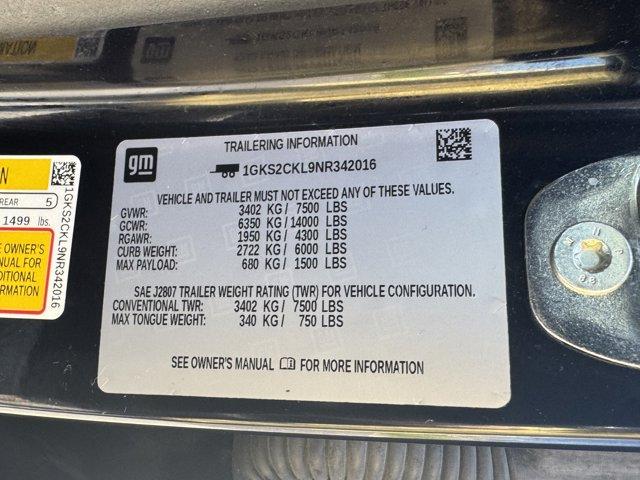 gm
TRAILERING INFORMATION
1GKS2CKL9NR342016
VEHICLE AND TRAILER MUST NOT EXCEED ANY OF THESE VALUES.
GVWR: 3402 KG / 7500 LBS
GCWR: 6350 KG / 14000 LBS
RGAWR: 1950 KG / 4300 LBS
CURB WEIGHT: 2722 KG / 6000 LBS
MAX PAYLOAD: 680 KG / 1500 LBS
SAE J2807 TRAILER WEIGHT RATING (TWR) FOR VEHICLE CONFIGURATION.
CONVENTIONAL TWR: 3402 KG / 7500 LBS
MAX TONGUE WEIGHT: 340 KG / 750 LBS
SEE OWNER'S MANUAL FOR MORE INFORMATION
REAR 5
1499 lbs.
SEE OWNER'S
MANUAL FOR
INFORMATION
1GKS2CKL9NR342016